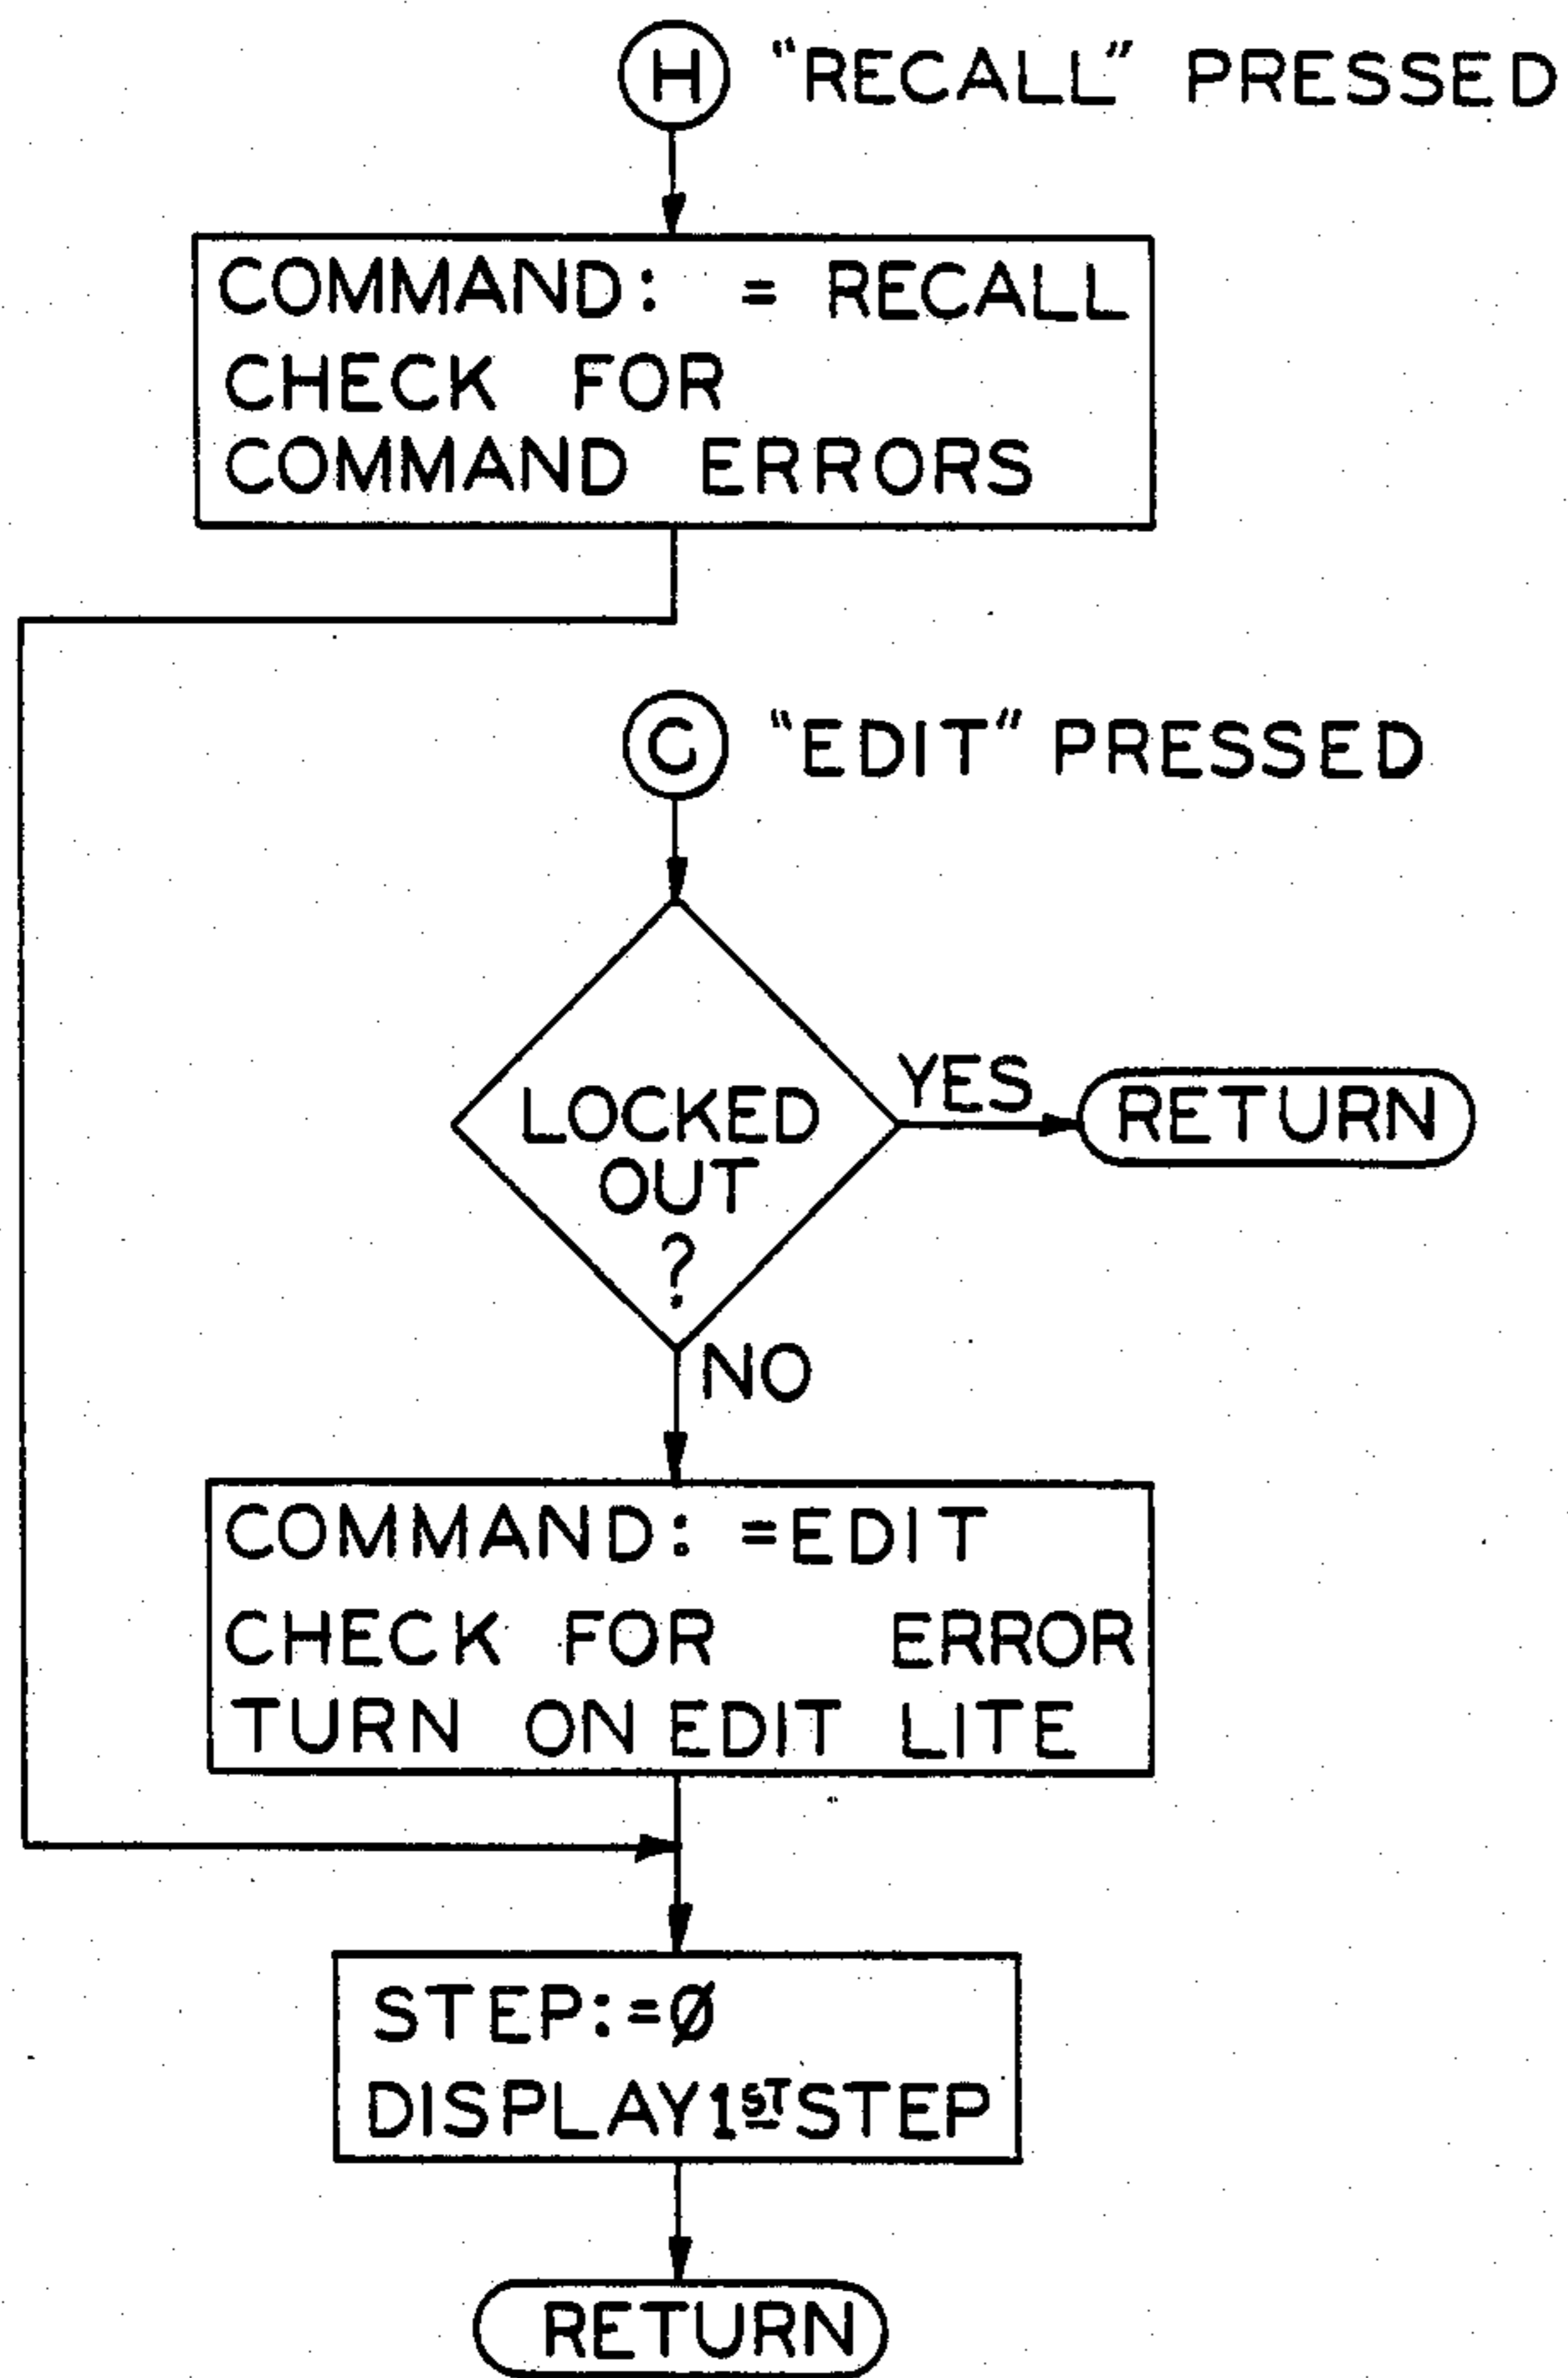 H "RECALL" PRESSED
COMMAND: = RECALL
CHECK FOR
COMMAND ERRORS
C "EDIT" PRESSED
LOCKED
OUT
?
YES
RETURN
NO
COMMAND: =EDIT
CHECK FOR ERROR
TURN ON EDIT LITE
STEP:=Ø
DISPLAY 1ST STEP
RETURN